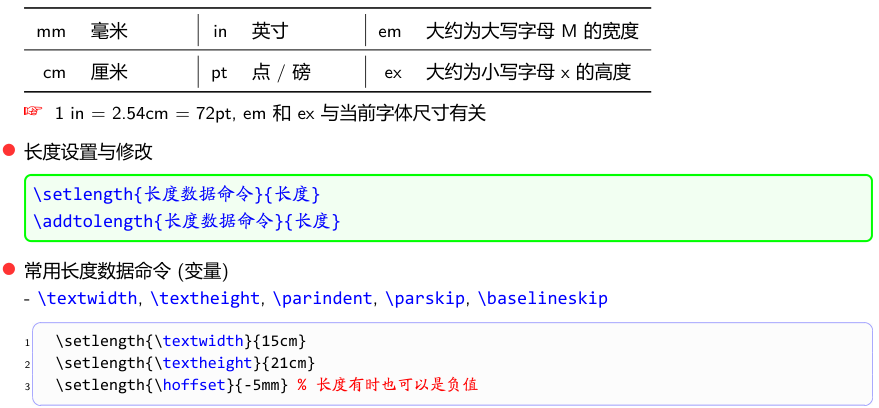 mm 毫米 in 英寸 em 大约为大写字母 M 的宽度
cm 厘米 pt 点 / 磅 ex 大约为小写字母 x 的高度
☞ 1 in = 2.54cm = 72pt, em 和 ex 与当前字体尺寸有关
● 长度设置与修改
\setlength{长度数据命令}{长度}
\addtolength{长度数据命令}{长度}
● 常用长度数据命令 (变量)
- \textwidth, \textheight, \parindent, \parskip, \baselineskip
1 \setlength{\textwidth}{15cm}
2 \setlength{\textheight}{21cm}
3 \setlength{\hoffset}{-5mm} % 长度有时也可以是负值